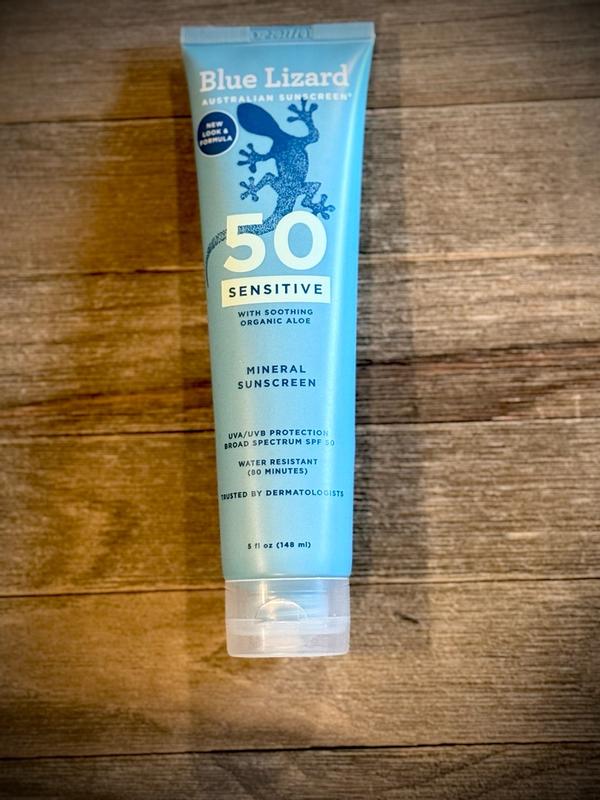 Blue Lizard
AUSTRALIAN SUNSCREEN®
NEW
LOOK &
FORMULA
50
SENSITIVE
WITH SOOTHING
ORGANIC ALOE
MINERAL
SUNSCREEN
UVA/UVB PROTECTION
BROAD SPECTRUM SPF 50
WATER RESISTANT
(80 MINUTES)
TRUSTED BY DERMATOLOGISTS
5 fl oz (148 ml)